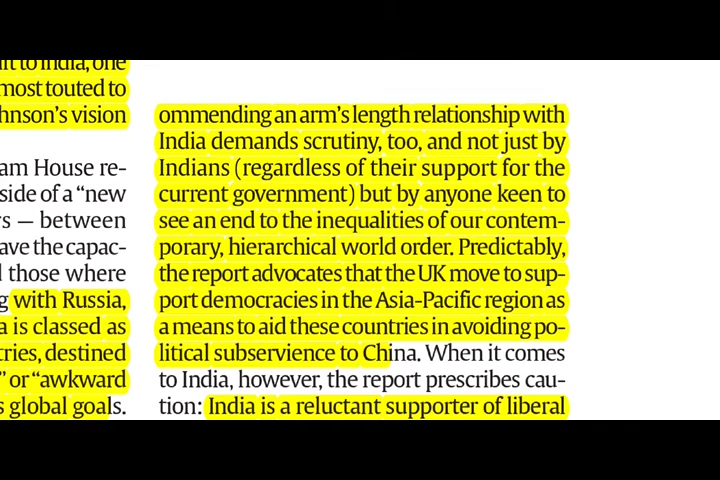 ft to India, one
most touted to
hnson's vision
am House re-
side of a "new
rs — between
ave the capac-
d those where
g with Russia,
a is classed as
tries, destined
" or "awkward
s global goals.
ommending an arm's length relationship with
India demands scrutiny, too, and not just by
Indians (regardless of their support for the
current government) but by anyone keen to
see an end to the inequalities of our contem-
porary, hierarchical world order. Predictably,
the report advocates that the UK move to sup-
port democracies in the Asia-Pacific region as
a means to aid these countries in avoiding po-
litical subservience to China. When it comes
to India, however, the report prescribes cau-
tion: India is a reluctant supporter of liberal